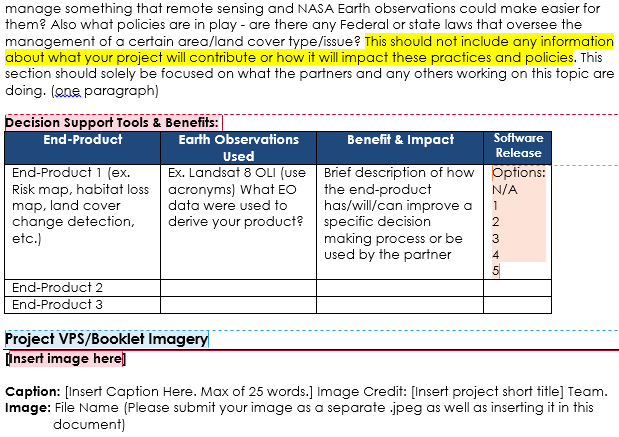 manage something that remote sensing and NASA Earth observations could make easier for
them? Also what policies are in play - are there any Federal or state laws that oversee the
management of a certain area/land cover type/issue? This should not include any information
about what your project will contribute or how it will impact these practices and policies. This
section should solely be focused on what the partners and any others working on this topic are
doing. (one paragraph)
Decision Support Tools & Benefits:
End-Product
Earth Observations
Used
Benefit & Impact
Software
Release
End-Product 1 (ex.
Risk map, habitat loss
map, land cover
change detection,
etc.)
Ex. Landsat 8 OLI (use
acronyms) What EO
data were used to
derive your product?
Brief description of how
the end-product
has/will/can improve a
specific decision
making process or be
used by the partner
Options:
N/A
1
2
3
4
5
End-Product 2
End-Product 3
Project VPS/Booklet Imagery
[Insert image here]
Caption: [Insert Caption Here. Max of 25 words.] Image Credit: [Insert project short title] Team.
Image: File Name (Please submit your image as a separate .jpeg as well as inserting it in this
document)